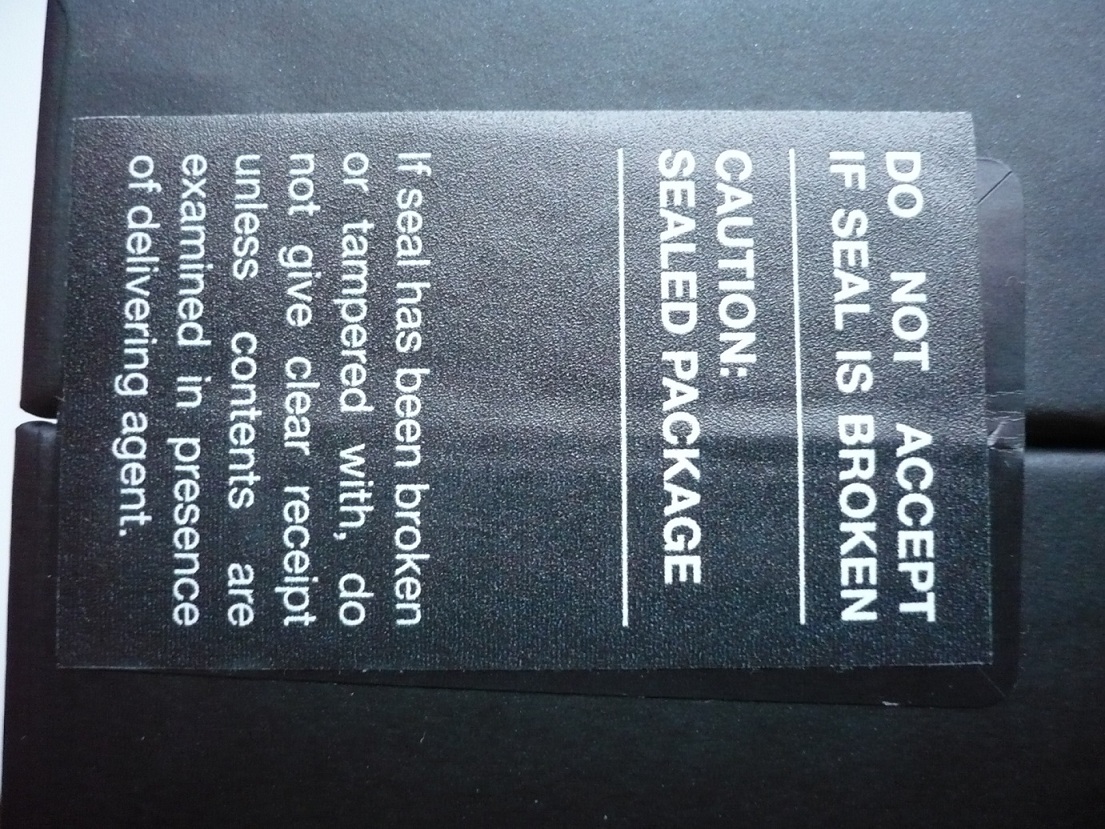 DO NOT ACCEPT
IF SEAL IS BROKEN
CAUTION:
SEALED PACKAGE
If seal has been broken
or tampered with, do
not give clear receipt
unless contents are
examined in presence
of delivering agent.